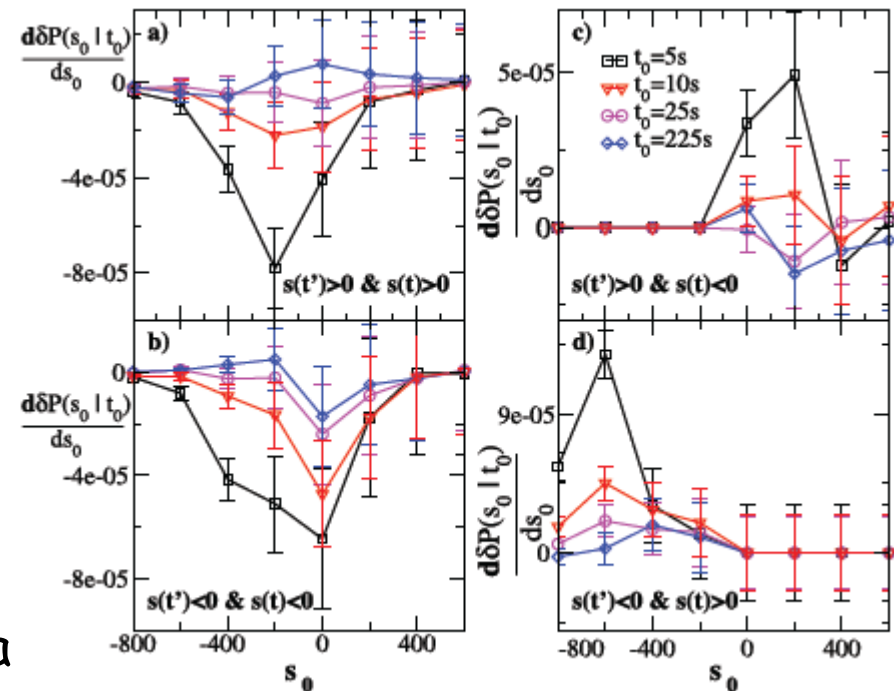 a)
dδP(s₀ | t₀)
ds₀
0
-4e-05
-8e-05
s(t')>0 & s(t)>0
b)
0
dδP(s₀ | t₀)
ds₀
-4e-05
-8e-05
s(t')<0 & s(t)<0
-800
-400
0
400
s₀
c)
t₀=5s
t₀=10s
t₀=25s
t₀=225s
5e-05
dδP(s₀ | t₀)
ds₀
0
s(t')>0 & s(t)<0
d)
9e-05
dδP(s₀ | t₀)
ds₀
0
s(t')<0 & s(t)>0
-800
-400
0
400
s₀
a